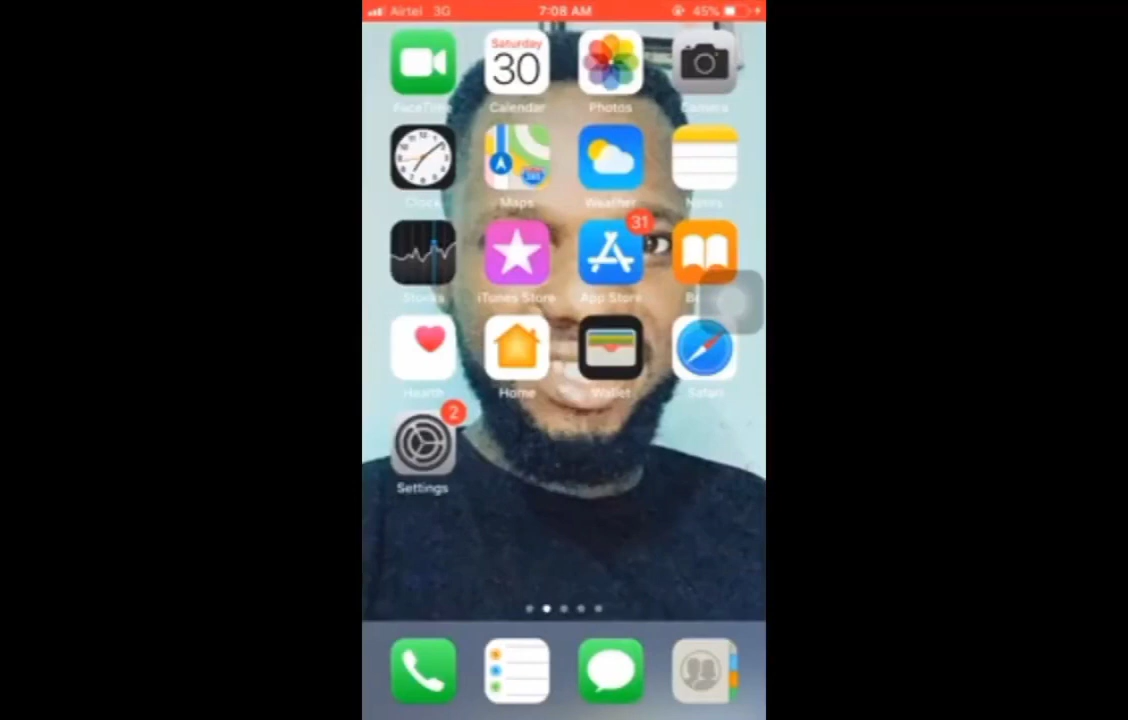 Airtel 3G 7:08 AM 45%
Saturday
30
FaceTime Calendar Photos Camera
Clock Maps Weather Notes
31
Stocks iTunes Store App Store
Health Home Wallet Safari
2
Settings